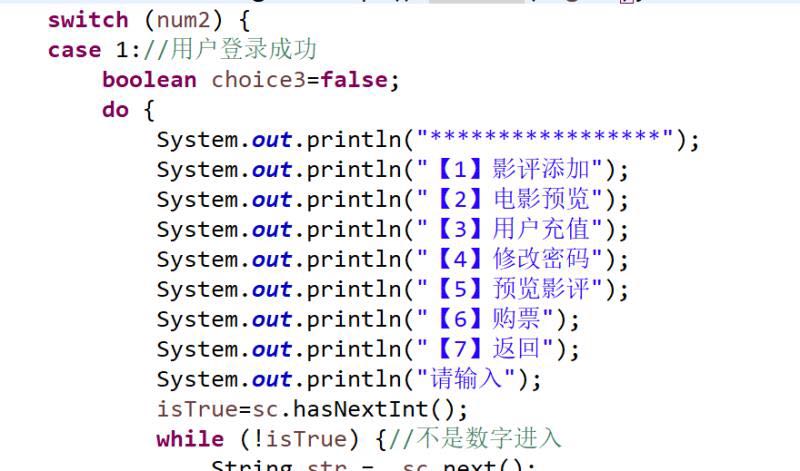 switch (num2) {
case 1://用户登录成功
boolean choice3=false;
do {
System.out.println("*****************");
System.out.println("【1】影评添加");
System.out.println("【2】电影预览");
System.out.println("【3】用户充值");
System.out.println("【4】修改密码");
System.out.println("【5】预览影评");
System.out.println("【6】购票");
System.out.println("【7】返回");
System.out.println("请输入");
isTrue=sc.hasNextInt();
while (!isTrue) {//不是数字进入
String str = sc.next();